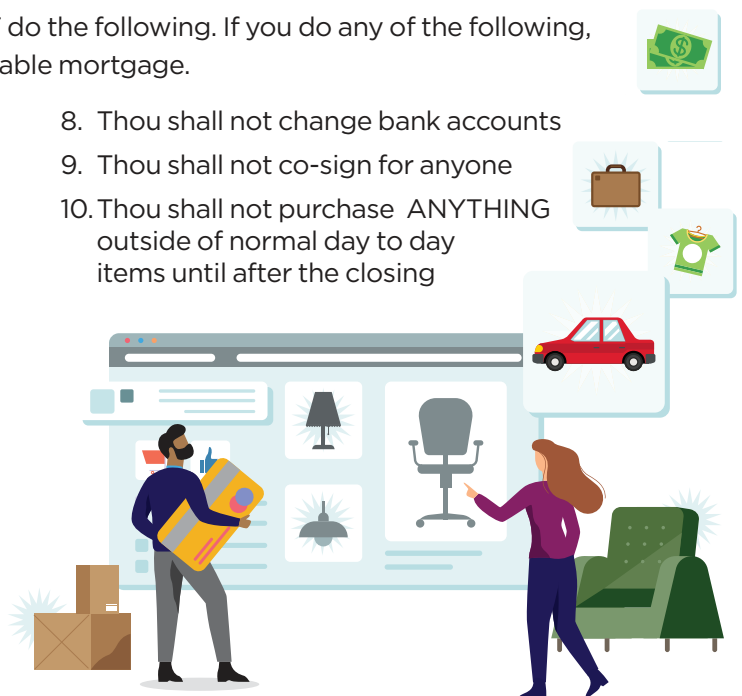 do the following. If you do any of the following,
able mortgage.
8. Thou shall not change bank accounts
9. Thou shall not co-sign for anyone
10. Thou shall not purchase ANYTHING
outside of normal day to day
items until after the closing